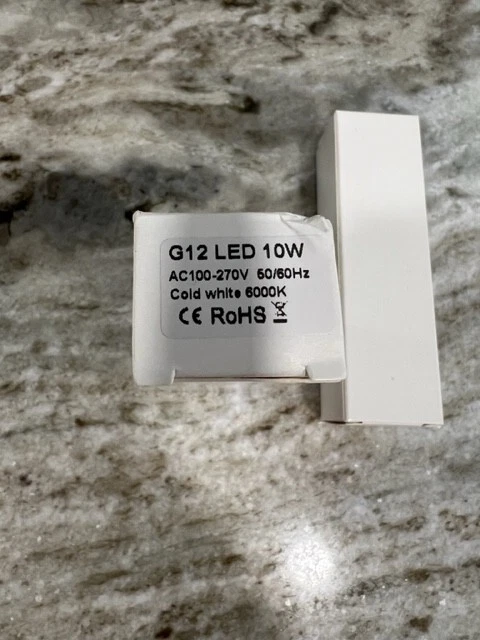 G12 LED 10W
AC100-270V 50/60Hz
Cold white 6000K
CE RoHS